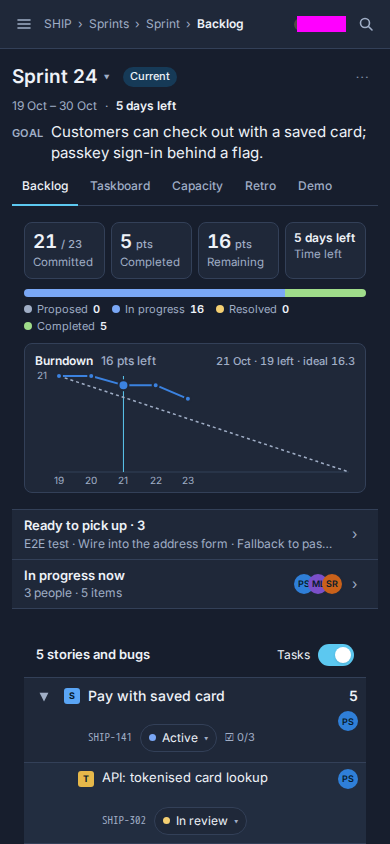 SHIP › Sprints › Sprint › Backlog
Sprint 24 ▾ Current ...
19 Oct – 30 Oct · 5 days left
GOAL Customers can check out with a saved card;
passkey sign-in behind a flag.
Backlog Taskboard Capacity Retro Demo
21 / 23 5 pts 16 pts 5 days left
Committed Completed Remaining Time left
Proposed 0 In progress 16 Resolved 0
Completed 5
Burndown 16 pts left 21 Oct · 19 left · ideal 16.3
21
19 20 21 22 23
Ready to pick up · 3
E2E test · Wire into the address form · Fallback to pas...
In progress now
3 people · 5 items
PS ML SR
5 stories and bugs Tasks
▼ S Pay with saved card 5
PS
SHIP-141 Active ▾ ☑ 0/3
T API: tokenised card lookup PS
SHIP-302 In review ▾